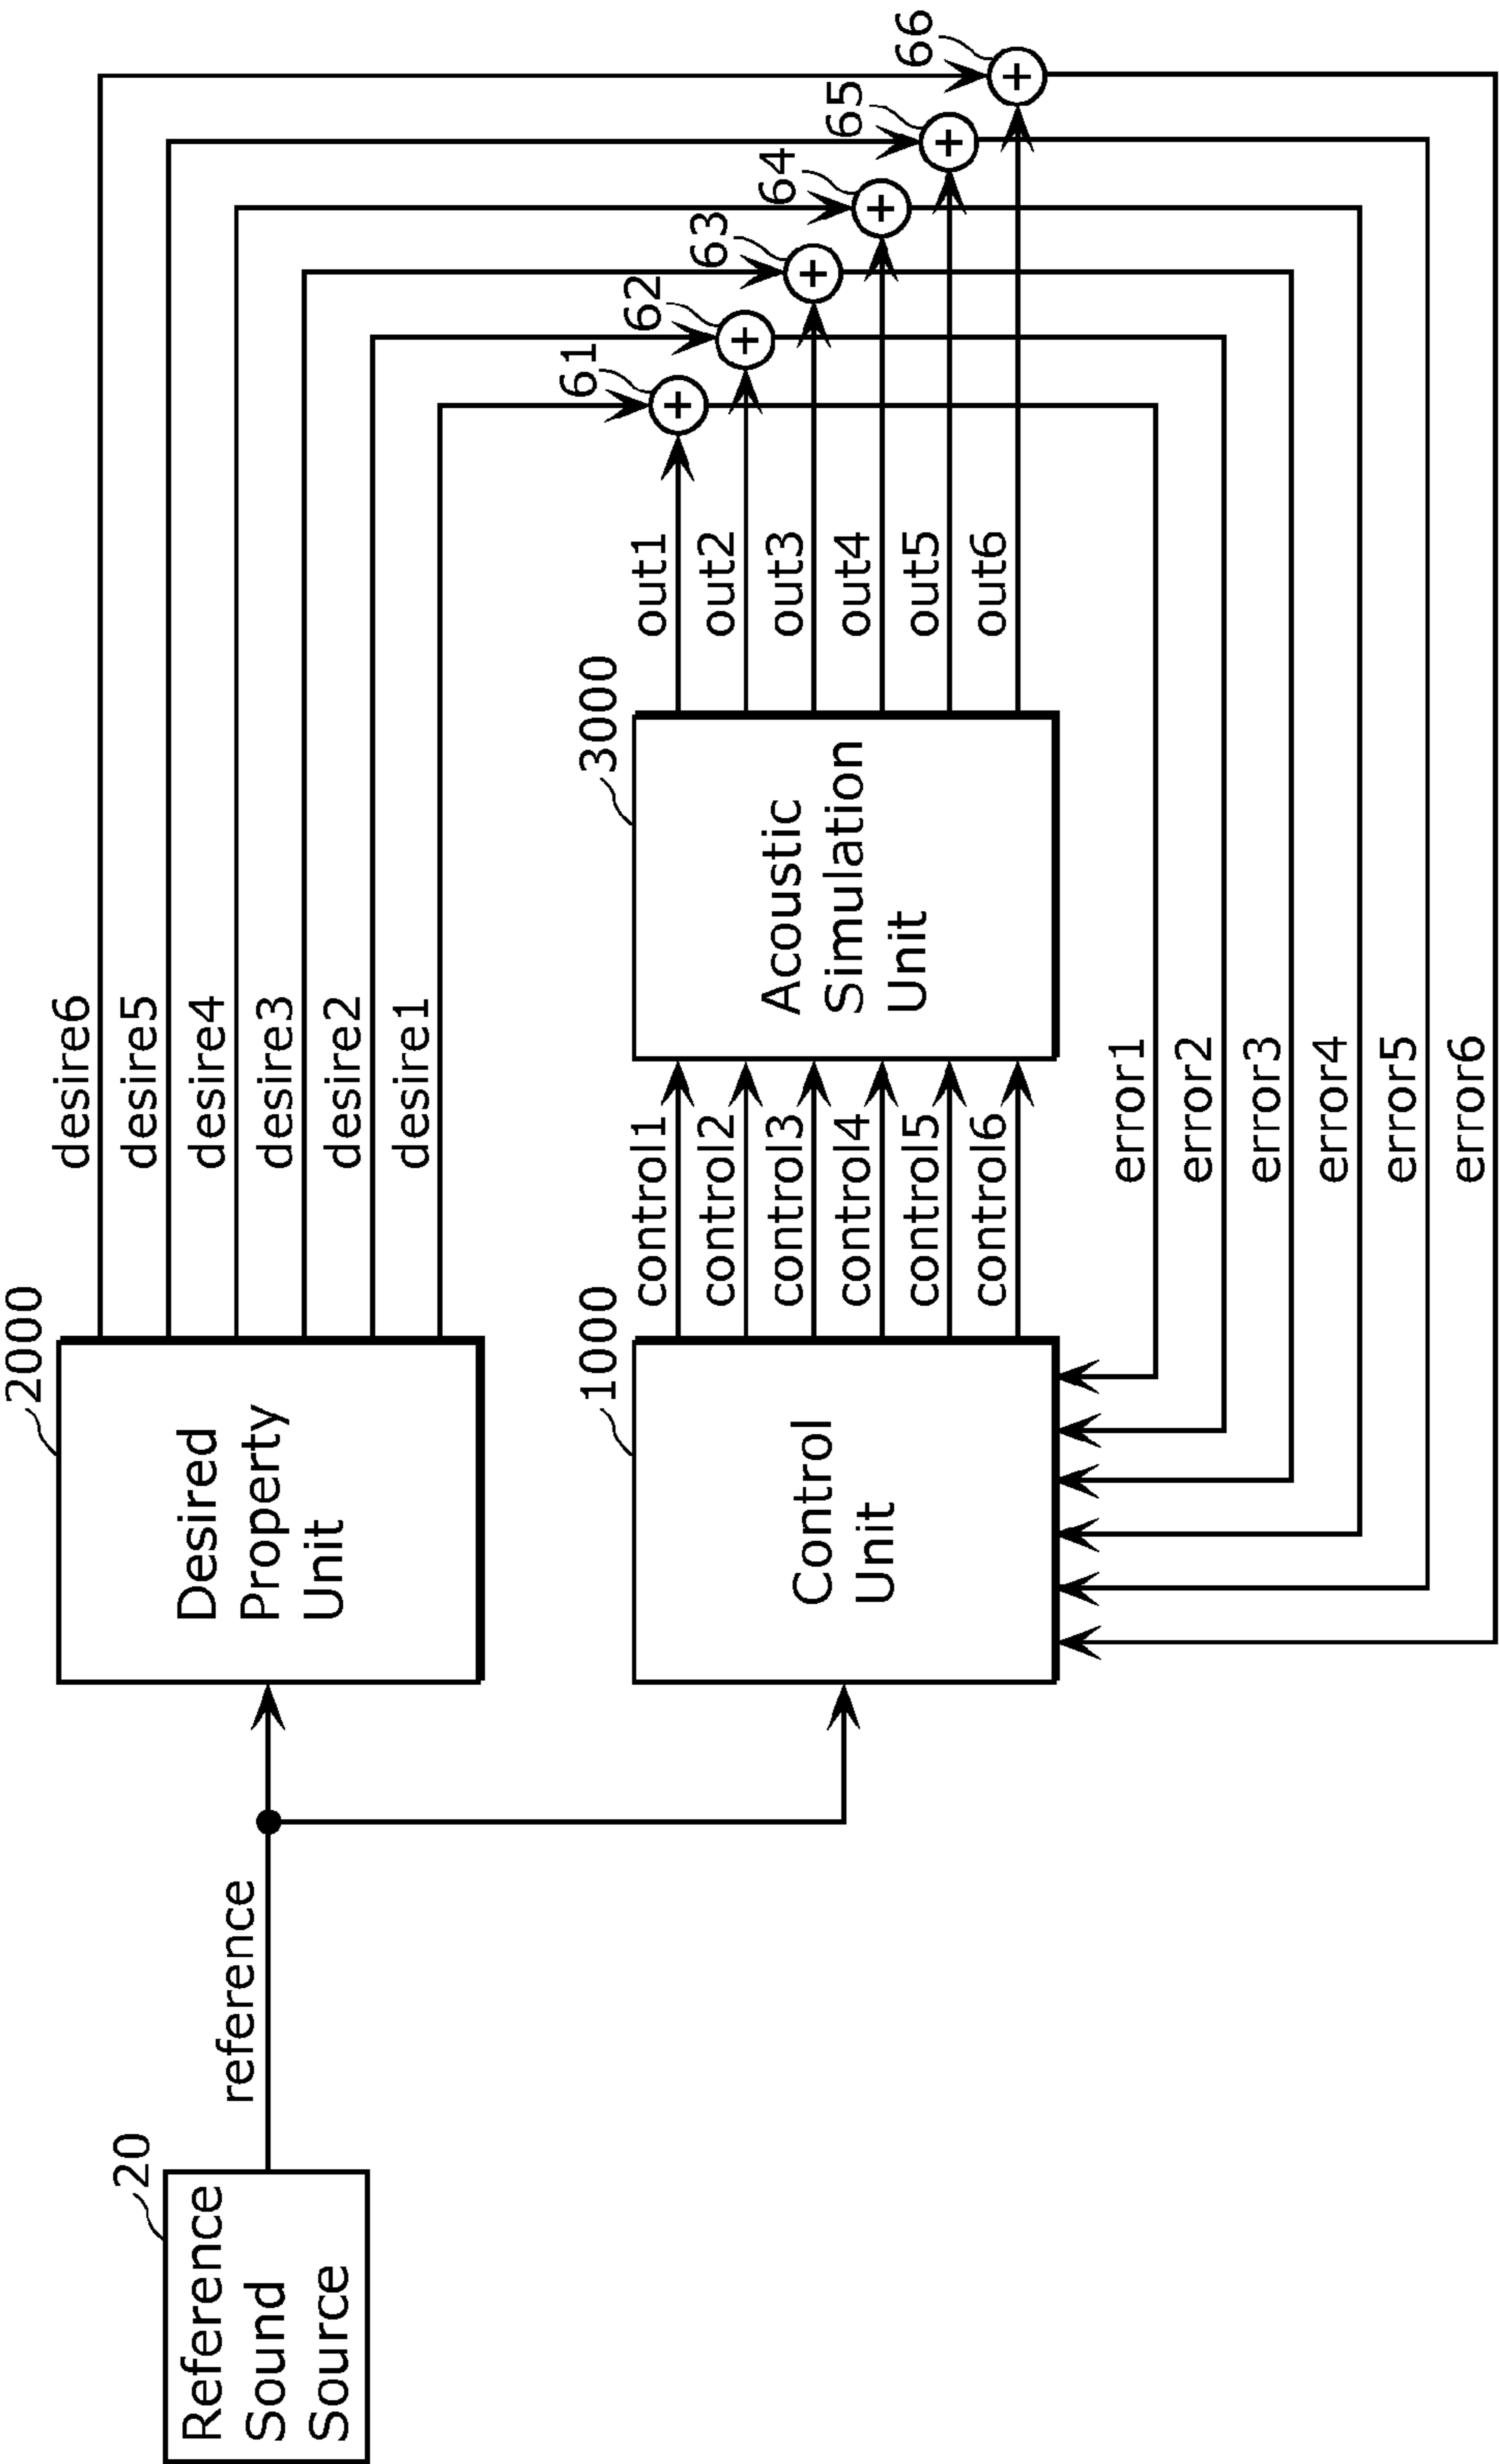 2000
Desired
Property
Unit
desire6
desire5
desire4
desire3
desire2
desire1
20
Reference
Sound
Source
reference
1000
Control
Unit
control1
control2
control3
control4
control5
control6
3000
Acoustic
Simulation
Unit
out1
out2
out3
out4
out5
out6
61
+
62
+
63
+
64
+
65
+
66
+
error1
error2
error3
error4
error5
error6